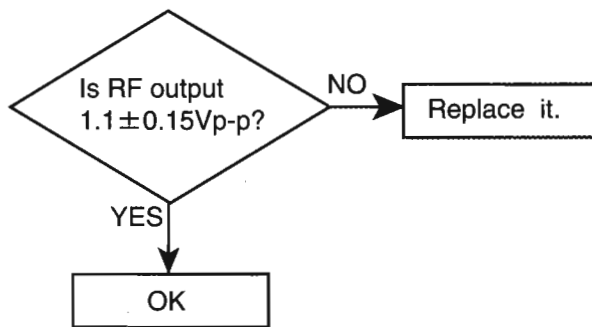 Is RF output
1.1±0.15Vp-p?
NO
Replace it.
YES
OK